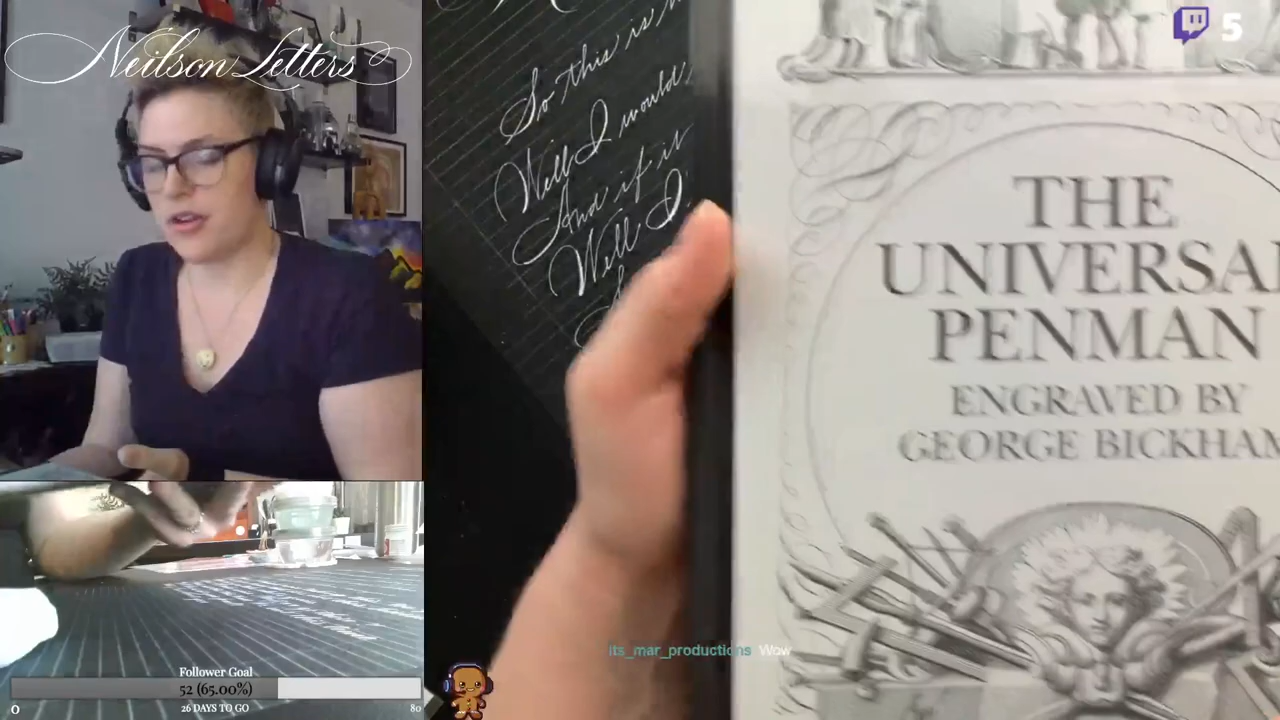 Neilson Letters
5
So this is
Well I would
And if it
Well I
THE
UNIVERSAL
PENMAN
ENGRAVED BY
GEORGE BICKHAM
its_mar_productions Wow
Follower Goal
52 (65.00%)
0 26 DAYS TO GO 80